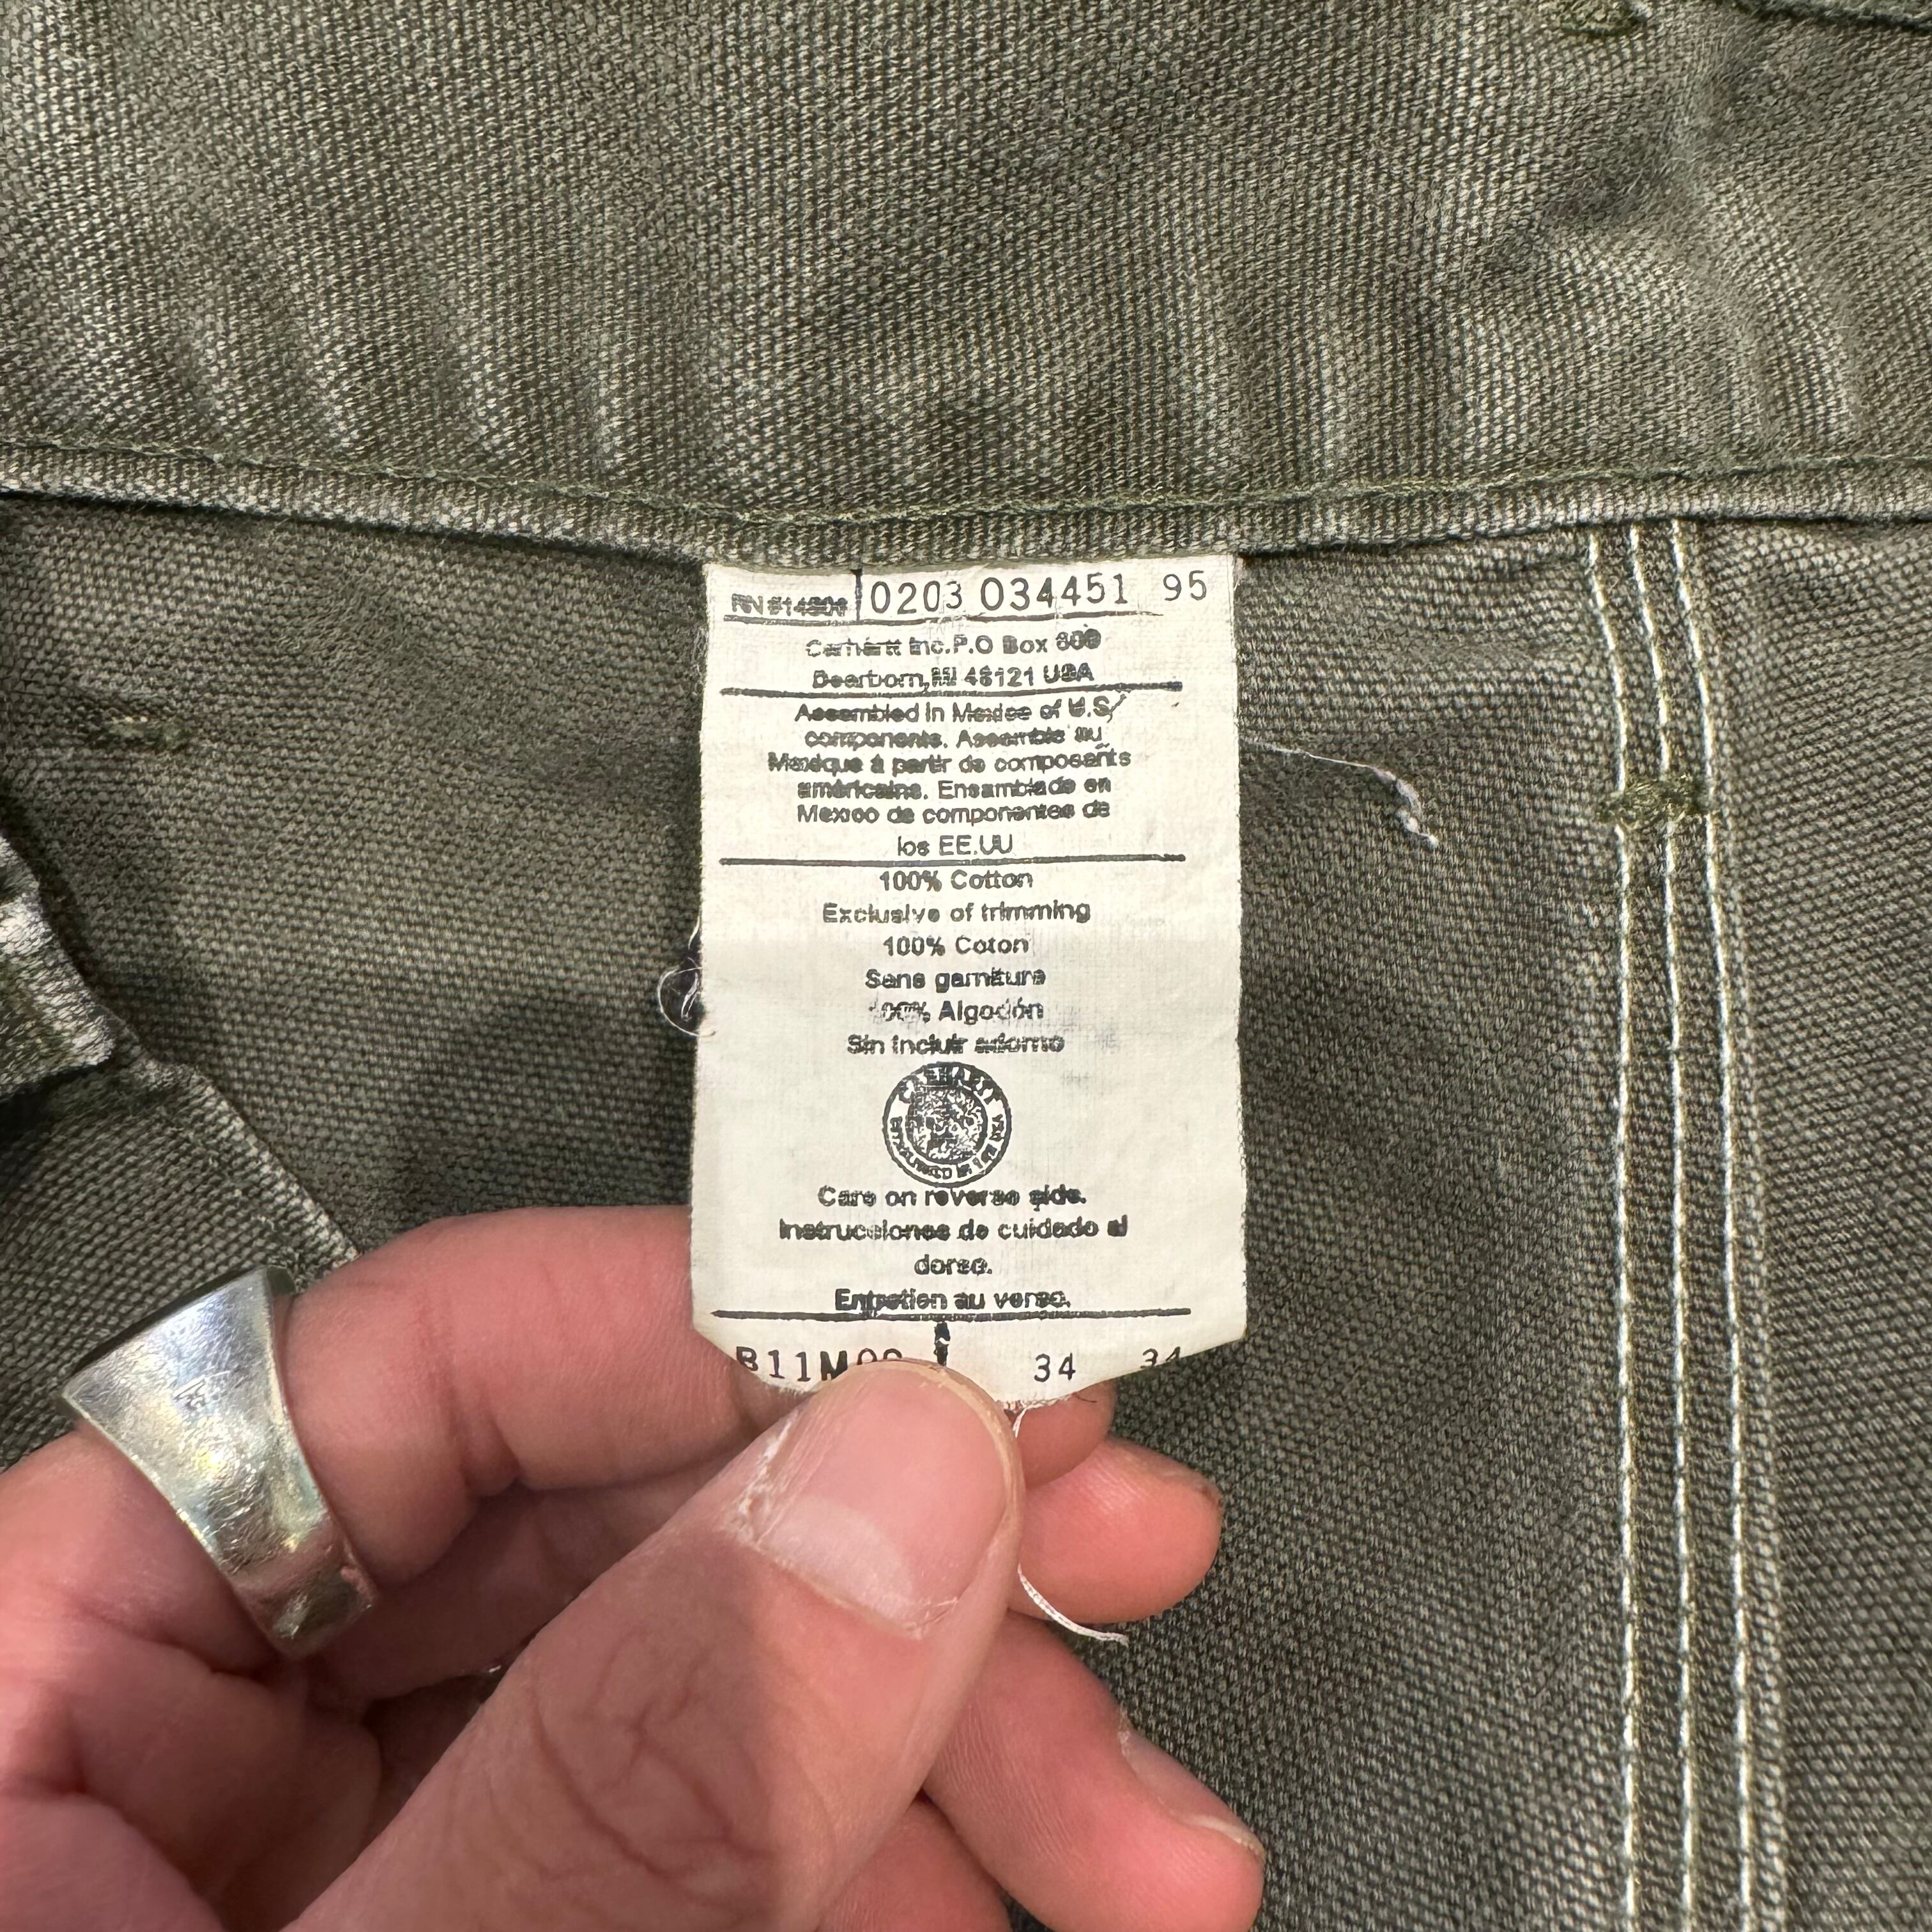 RN #14806 0203 034451 95
Carhartt Inc.P.O Box 600
Dearborn, MI 48121 USA
Assembled in Mexico of U.S
components. Assemble au
Mexique à partir de composants
américains. Ensamblado en
Mexico de componentes de
los EE.UU
100% Cotton
Exclusive of trimming
100% Coton
Sans garniture
100% Algodón
Sin incluir adorno
CARHARTT
Care on reverse side.
Instrucciones de cuidado al
dorso.
Entretien au verso.
B11M 34 34